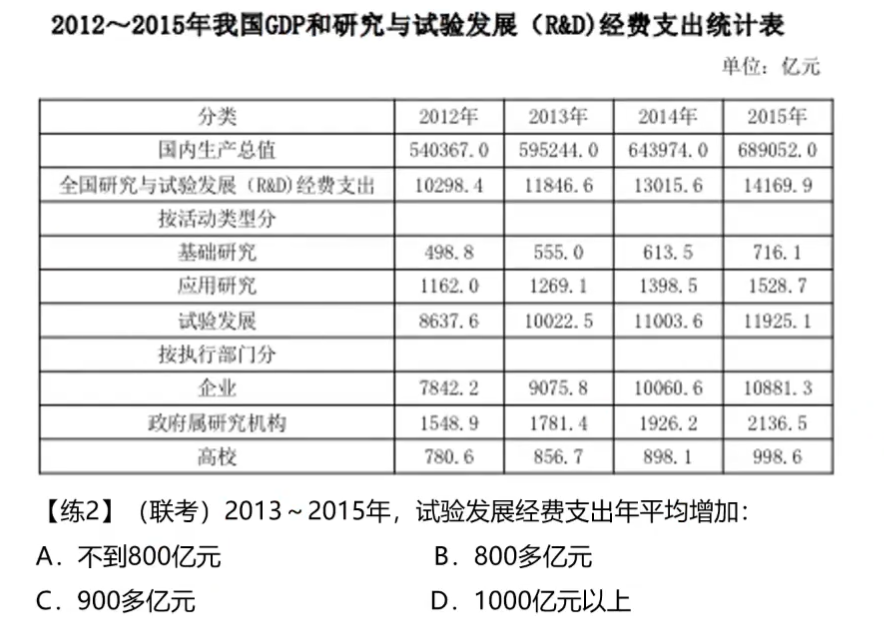 2012～2015年我国GDP和研究与试验发展（R&D)经费支出统计表
单位：亿元
分类 2012年 2013年 2014年 2015年
国内生产总值 540367.0 595244.0 643974.0 689052.0
全国研究与试验发展（R&D)经费支出 10298.4 11846.6 13015.6 14169.9
按活动类型分
基础研究 498.8 555.0 613.5 716.1
应用研究 1162.0 1269.1 1398.5 1528.7
试验发展 8637.6 10022.5 11003.6 11925.1
按执行部门分
企业 7842.2 9075.8 10060.6 10881.3
政府属研究机构 1548.9 1781.4 1926.2 2136.5
高校 780.6 856.7 898.1 998.6
【练2】（联考）2013～2015年，试验发展经费支出年平均增加：
A．不到800亿元 B．800多亿元
C．900多亿元 D．1000亿元以上